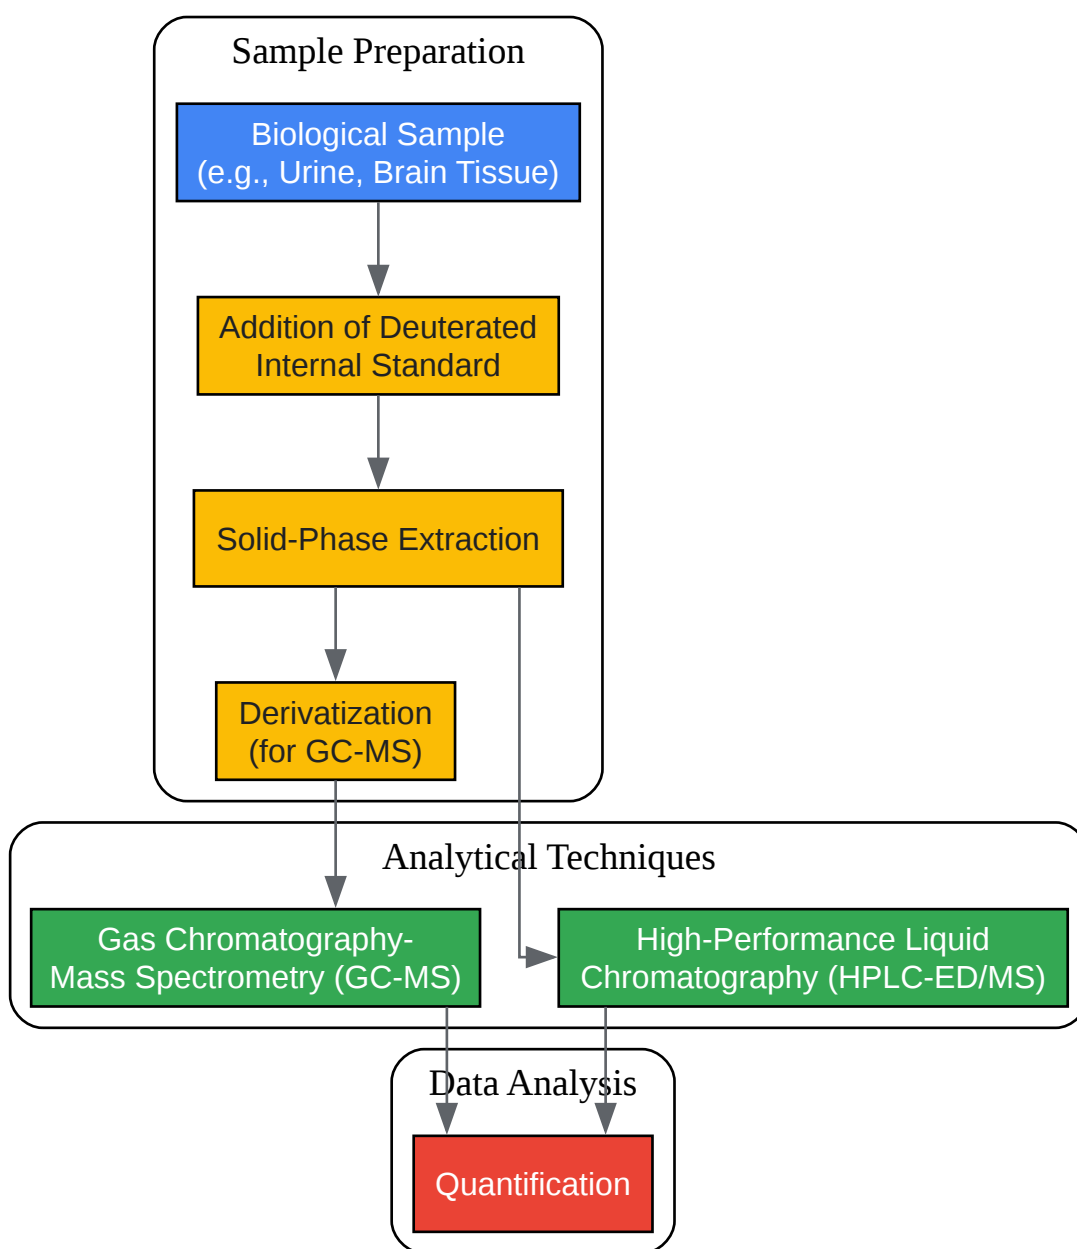 Sample Preparation
Biological Sample
(e.g., Urine, Brain Tissue)
Addition of Deuterated
Internal Standard
Solid-Phase Extraction
Derivatization
(for GC-MS)
Analytical Techniques
Gas Chromatography-
Mass Spectrometry (GC-MS)
High-Performance Liquid
Chromatography (HPLC-ED/MS)
Data Analysis
Quantification